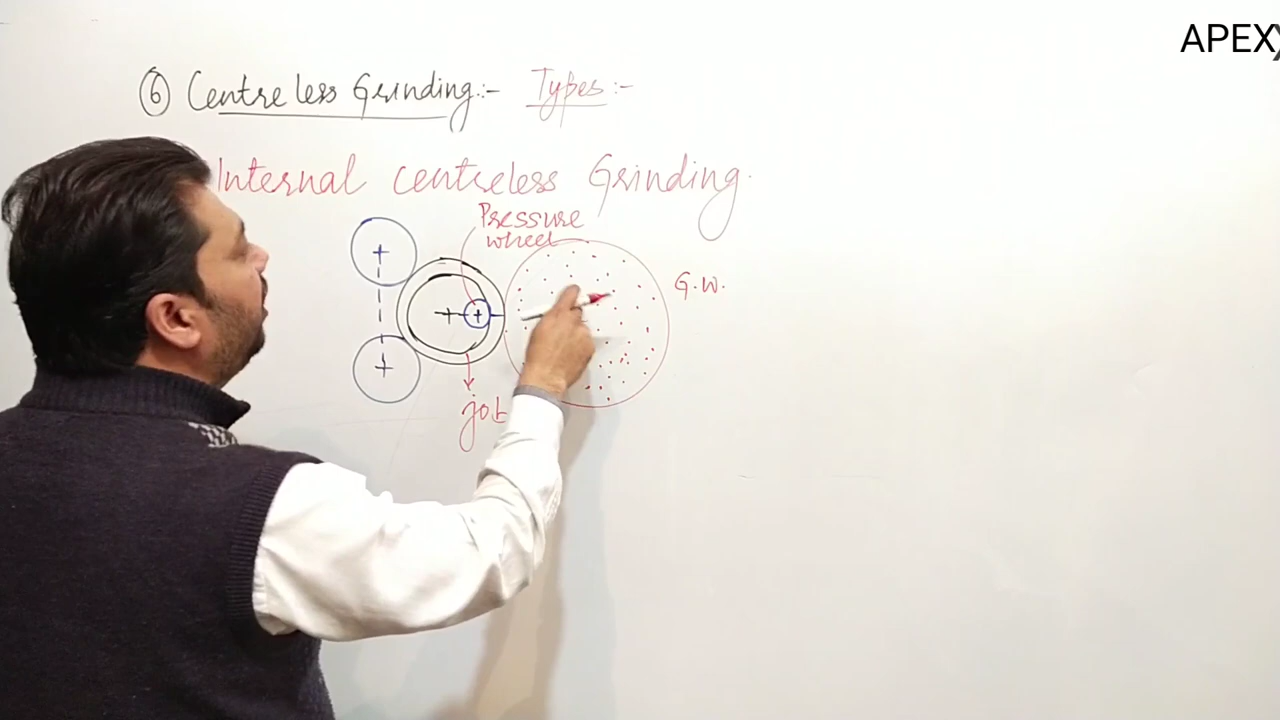 APEX
⑥ Centre less Grinding:- Types:-
Internal centreless Grinding.
Pressure
wheel
G.W.
job